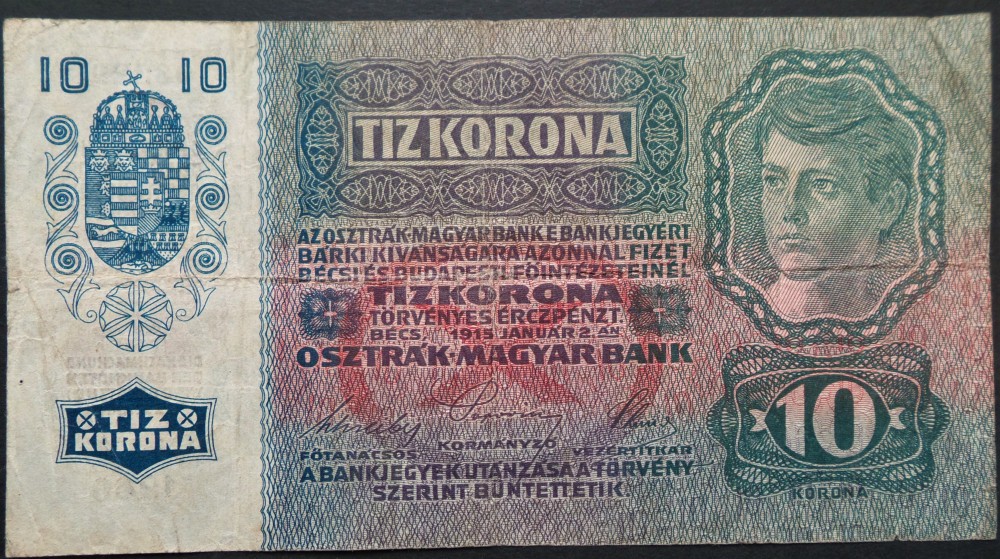 10 10
TIZ KORONA
AZ OSZTRÁK-MAGYAR BANK E BANKJEGYÉRT
BÁRKI KIVÁNSÁGÁRA AZONNAL FIZET
BÉCSI ÉS BUDAPESTI FŐINTÉZETEINÉL
TIZ KORONA
TÖRVÉNYES ÉRCZPÉNZT.
BÉCS, 1915 JANUÁR 2.ÁN
OSZTRÁK-MAGYAR BANK
KORMÁNYZÓ
FŐTANÁCSOS VEZÉRTITKÁR
A BANKJEGYEK UTÁNZÁSA A TÖRVÉNY
SZERINT BÜNTETTETIK.
TIZ
KORONA
10
KORONA